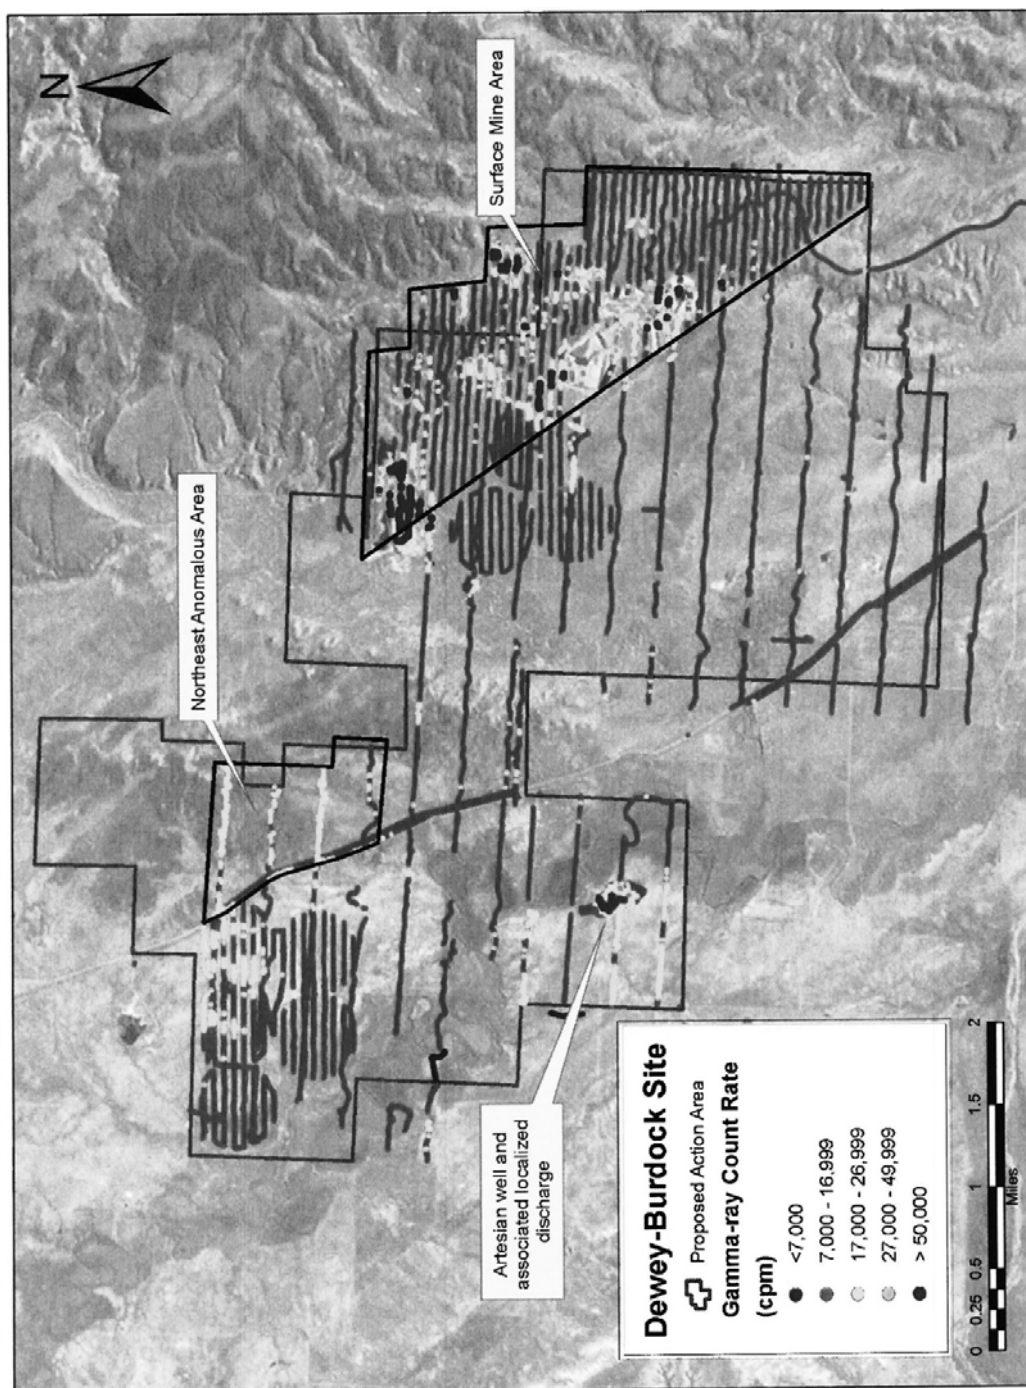 N
Northeast Anomalous Area
Surface Mine Area
Artesian well and
associated localized
discharge
Dewey-Burdock Site
Proposed Action Area
Gamma-ray Count Rate
(cpm)
<7,000
7,000 - 16,999
17,000 - 26,999
27,000 - 49,999
> 50,000
0 0.25 0.5 1 1.5 2
Miles